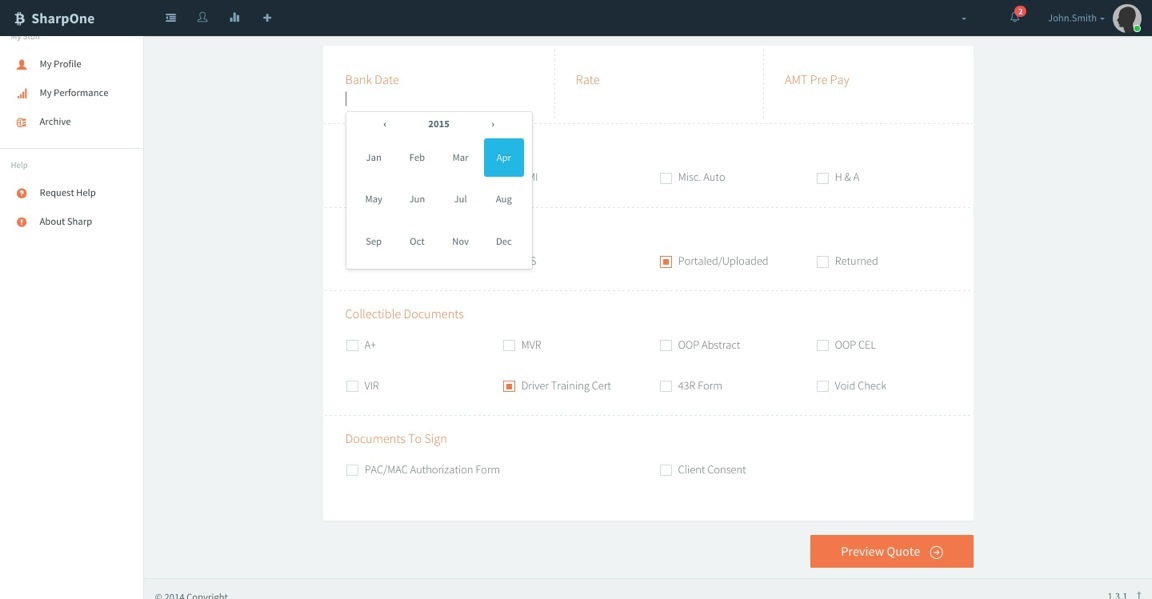 SharpOne
2
John.Smith
My Stuff
My Profile
My Performance
Archive
Help
Request Help
About Sharp
Bank Date
Rate
AMT Pre Pay
‹ 2015 ›
Jan Feb Mar Apr
May Jun Jul Aug
Sep Oct Nov Dec
Misc. Auto
H & A
Portaled/Uploaded
Returned
Collectible Documents
A+ MVR OOP Abstract OOP CEL
VIR Driver Training Cert 43R Form Void Check
Documents To Sign
PAC/MAC Authorization Form Client Consent
Preview Quote
© 2014 Copyright
1.3.1